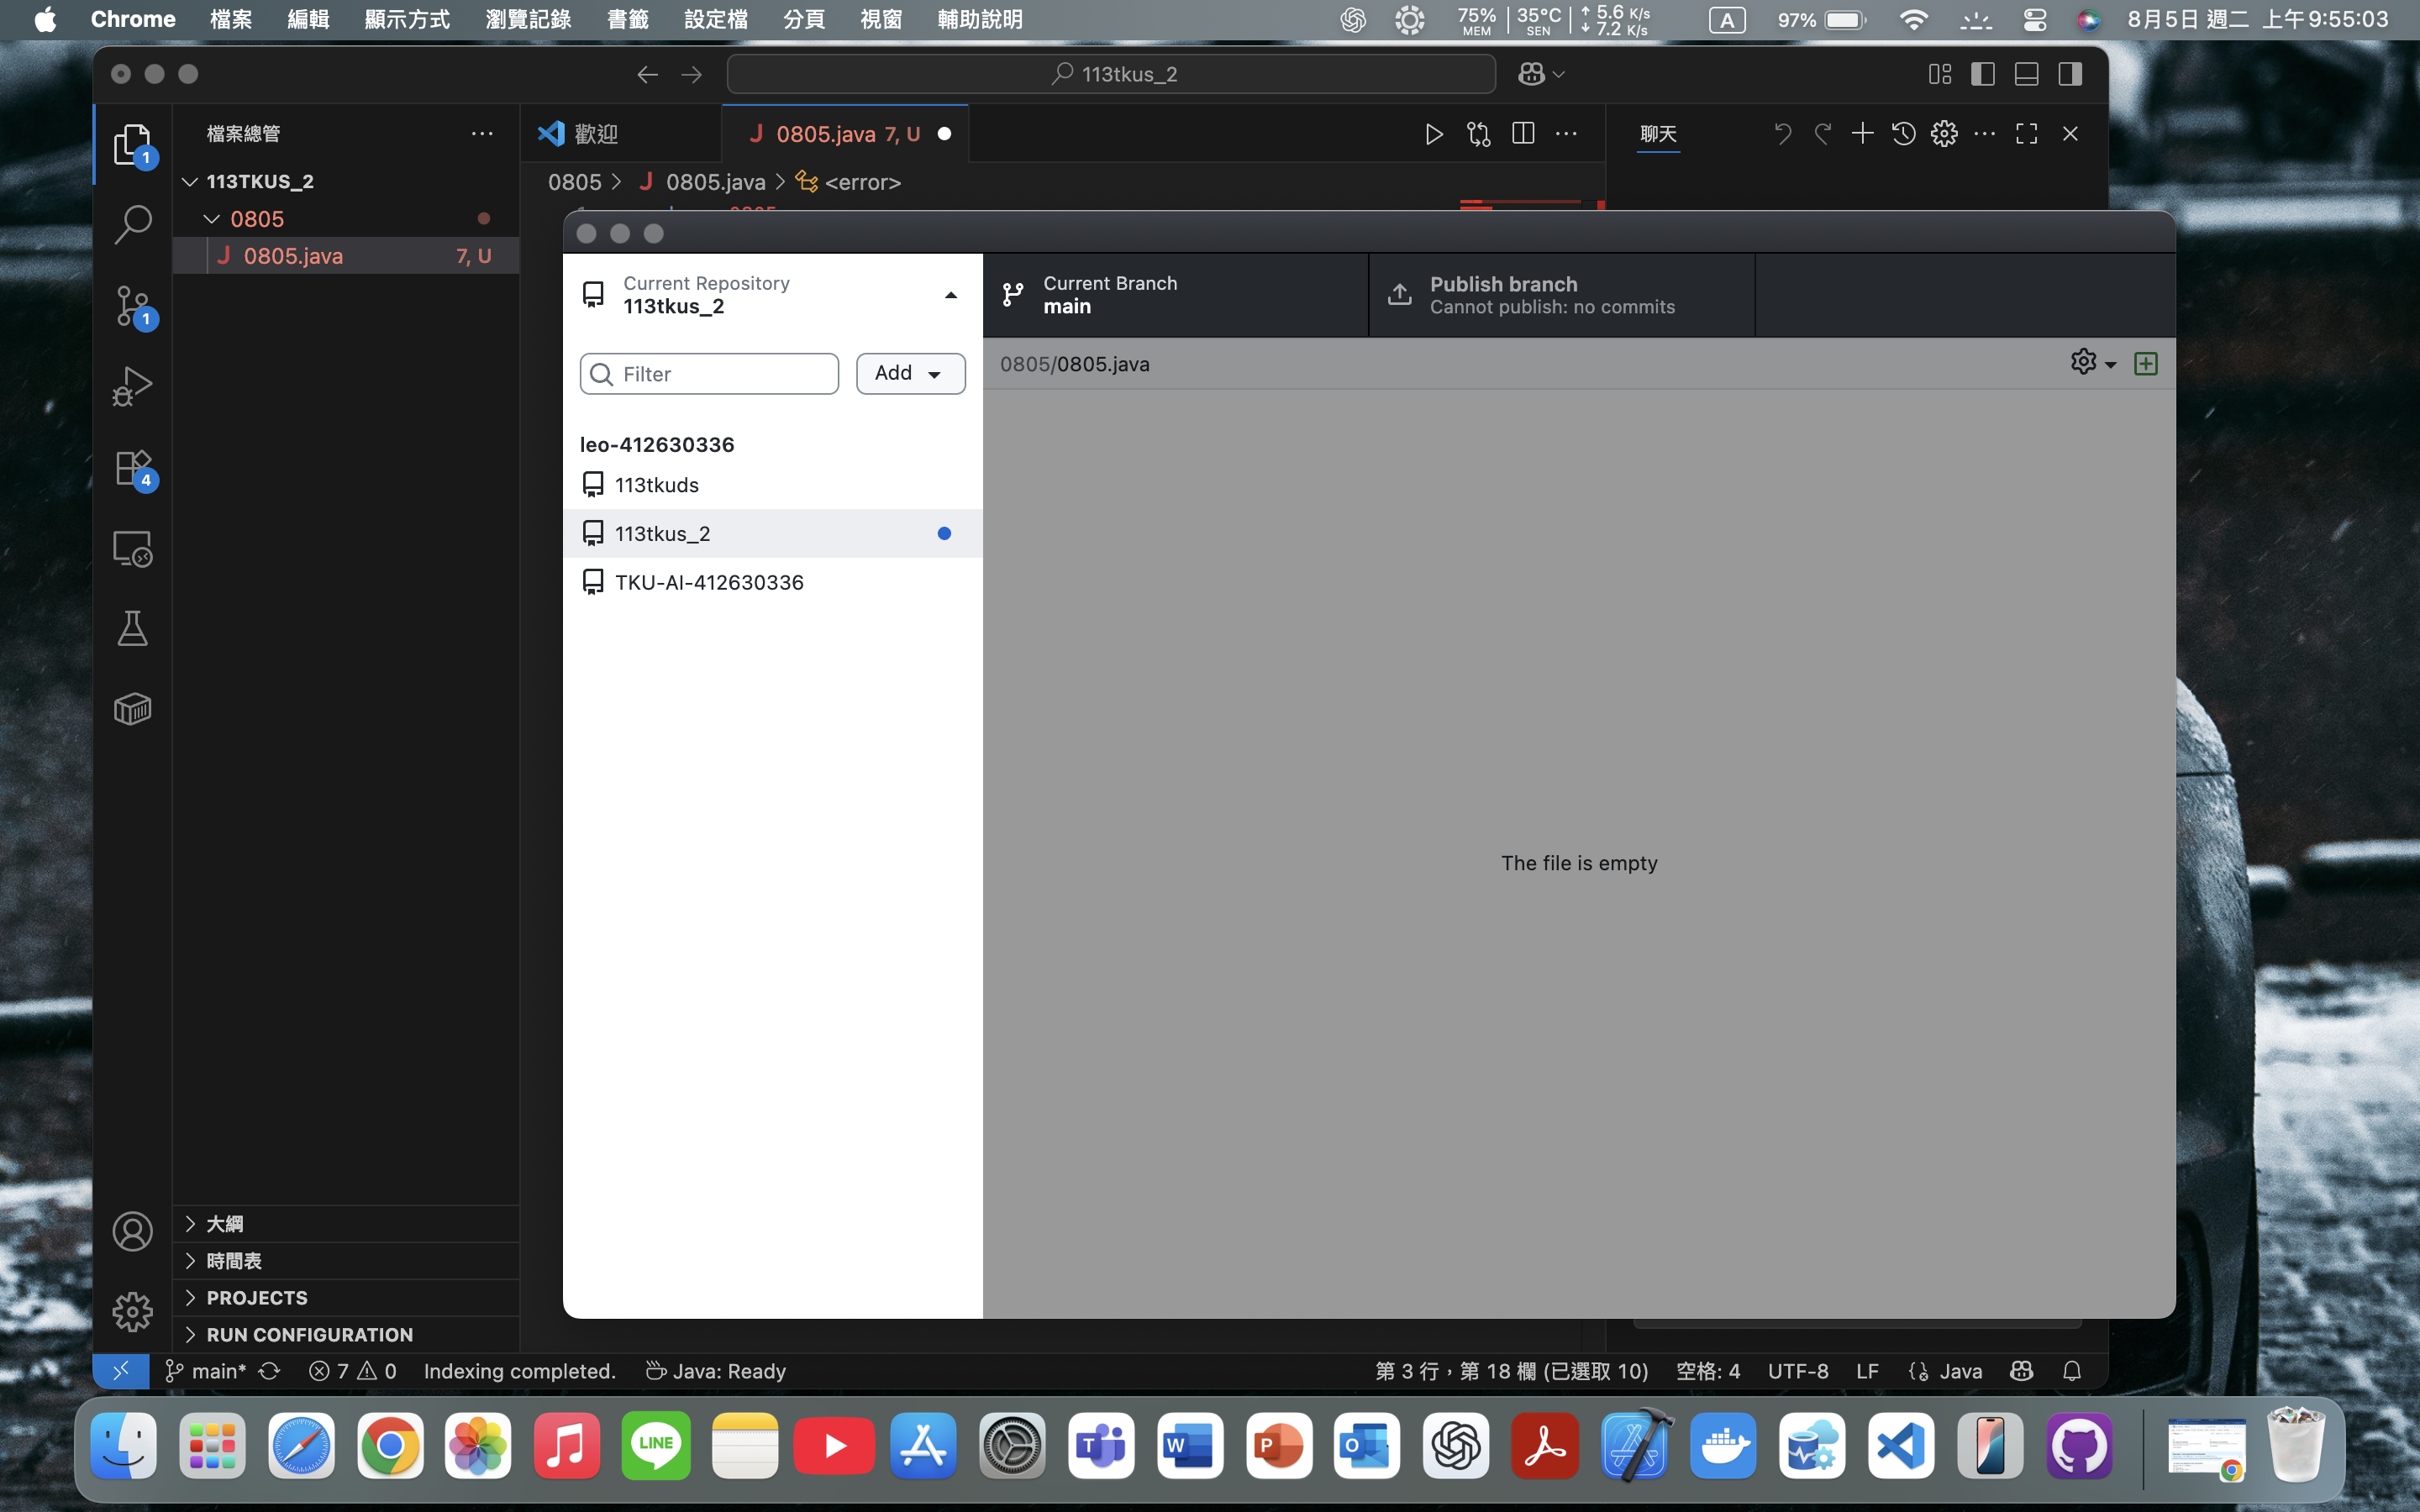 Chrome 檔案 編輯 顯示方式 瀏覽記錄 書籤 設定檔 分頁 視窗 輔助說明 75% MEM 35°C SEN ↑ 5.6 K/s ↓ 7.2 K/s A 97% 8月5日 週二 上午9:55:03
113tkus_2
檔案總管
歡迎
0805.java 7, U
聊天
113TKUS_2
0805 > J 0805.java > <error>
0805
J 0805.java 7, U
1
1
4
Current Repository
113tkus_2
Current Branch
main
Publish branch
Cannot publish: no commits
Filter
Add
0805/0805.java
leo-412630336
113tkuds
113tkus_2
TKU-AI-412630336
The file is empty
大綱
時間表
PROJECTS
RUN CONFIGURATION
main* 7 0 Indexing completed. Java: Ready 第 3 行，第 18 欄 (已選取 10) 空格: 4 UTF-8 LF Java
LINE
T
W
P
O